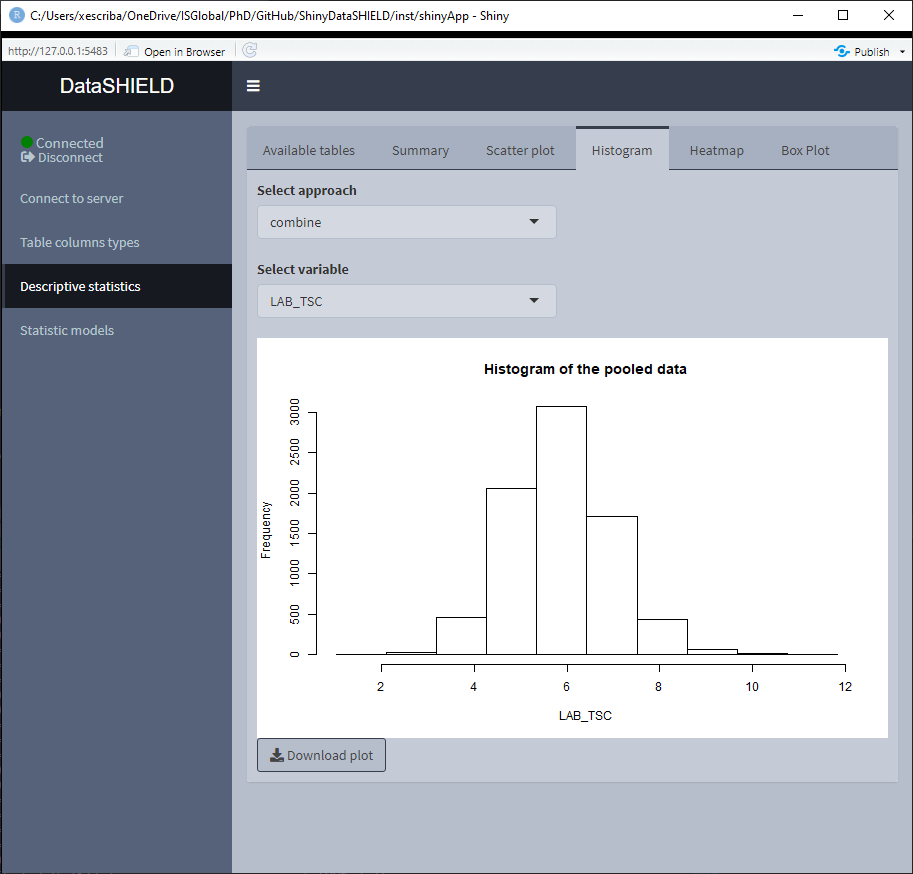 C:/Users/xescriba/OneDrive/ISGlobal/PhD/GitHub/ShinyDataSHIELD/inst/shinyApp - Shiny
http://127.0.0.1:5483 Open in Browser Publish
DataSHIELD
Connected
Disconnect
Connect to server
Table columns types
Descriptive statistics
Statistic models
Available tables Summary Scatter plot Histogram Heatmap Box Plot
Select approach
combine
Select variable
LAB_TSC
Histogram of the pooled data
Frequency
3000
2500
2000
1500
1000
500
0
2 4 6 8 10 12
LAB_TSC
Download plot